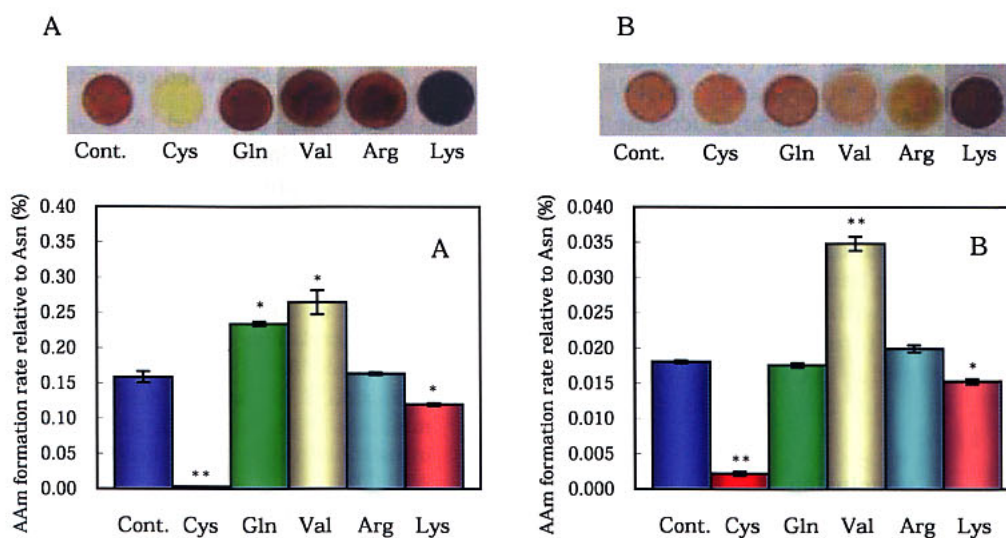 A
Cont. Cys Gln Val Arg Lys
AAm formation rate relative to Asn (%)
0.40
0.35
0.30
0.25
0.20
0.15
0.10
0.05
0.00
A
**
*
*
*
Cont. Cys Gln Val Arg Lys
B
Cont. Cys Gln Val Arg Lys
AAm formation rate relative to Asn (%)
0.040
0.035
0.030
0.025
0.020
0.015
0.010
0.005
0.000
B
**
**
*
Cont. Cys Gln Val Arg Lys